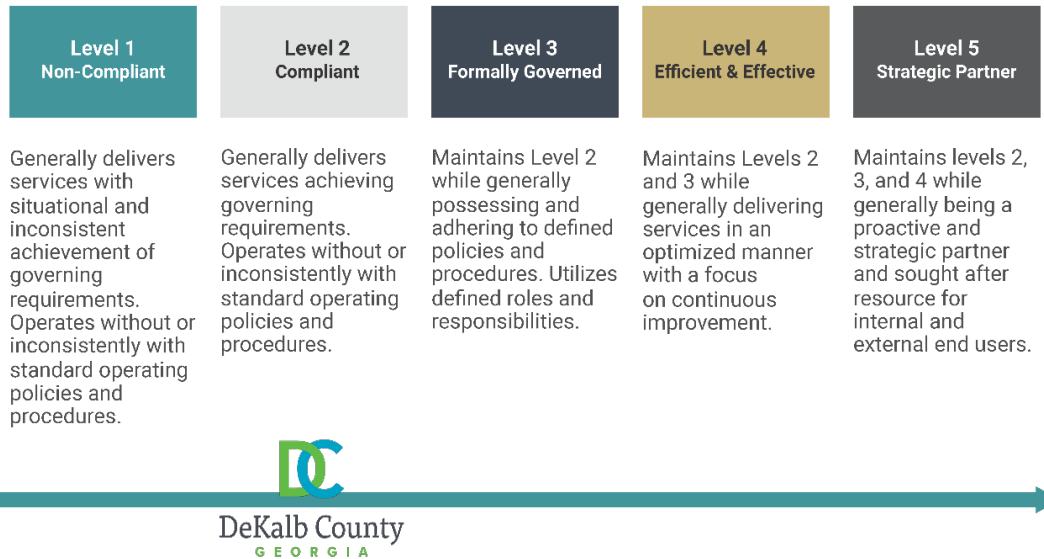 Level 1
Non-Compliant
Generally delivers
services with
situational and
inconsistent
achievement of
governing
requirements.
Operates without or
inconsistently with
standard operating
policies and
procedures.
Level 2
Compliant
Generally delivers
services achieving
governing
requirements.
Operates without or
inconsistently with
standard operating
policies and
procedures.
Level 3
Formally Governed
Maintains Level 2
while generally
possessing and
adhering to defined
policies and
procedures. Utilizes
defined roles and
responsibilities.
Level 4
Efficient & Effective
Maintains Levels 2
and 3 while
generally delivering
services in an
optimized manner
with a focus
on continuous
improvement.
Level 5
Strategic Partner
Maintains levels 2,
3, and 4 while
generally being a
proactive and
strategic partner
and sought after
resource for
internal and
external end users.
DC
DeKalb County
GEORGIA